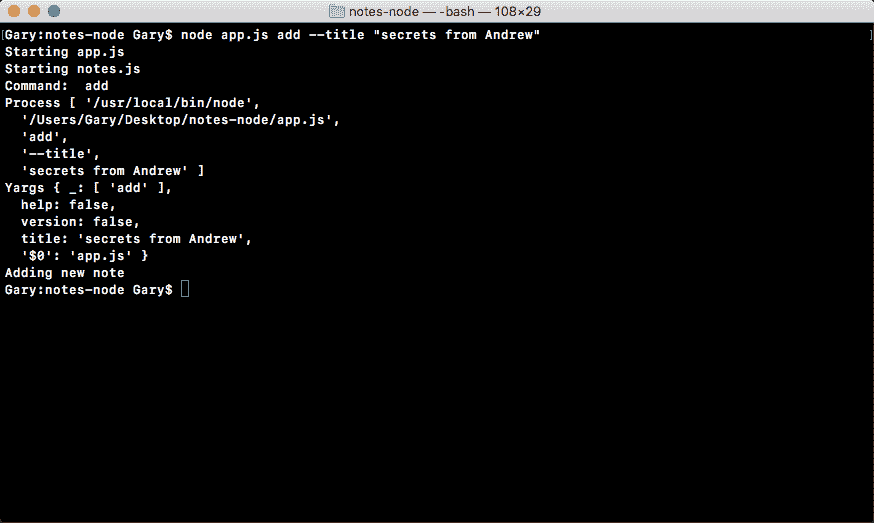 notes-node — -bash — 108×29
[Gary:notes-node Gary$ node app.js add --title "secrets from Andrew" ]
Starting app.js
Starting notes.js
Command:  add
Process [ '/usr/local/bin/node',
  '/Users/Gary/Desktop/notes-node/app.js',
  'add',
  '--title',
  'secrets from Andrew' ]
Yargs { _: [ 'add' ],
  help: false,
  version: false,
  title: 'secrets from Andrew',
  '$0': 'app.js' }
Adding new note
Gary:notes-node Gary$